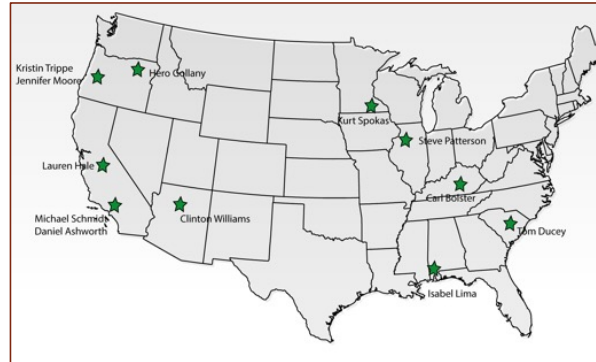 Kristin Trippe
Jennifer Moore
Hero Gollany
Kurt Spokas
Steve Patterson
Lauren Hale
Carl Bolster
Michael Schmidt
Daniel Ashworth
Clinton Williams
Tom Ducey
Isabel Lima